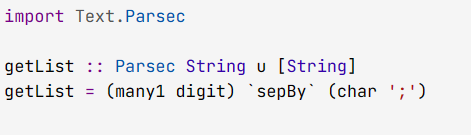 import Text.Parsec
getList :: Parsec String u [String]
getList = (many1 digit) `sepBy` (char ';')